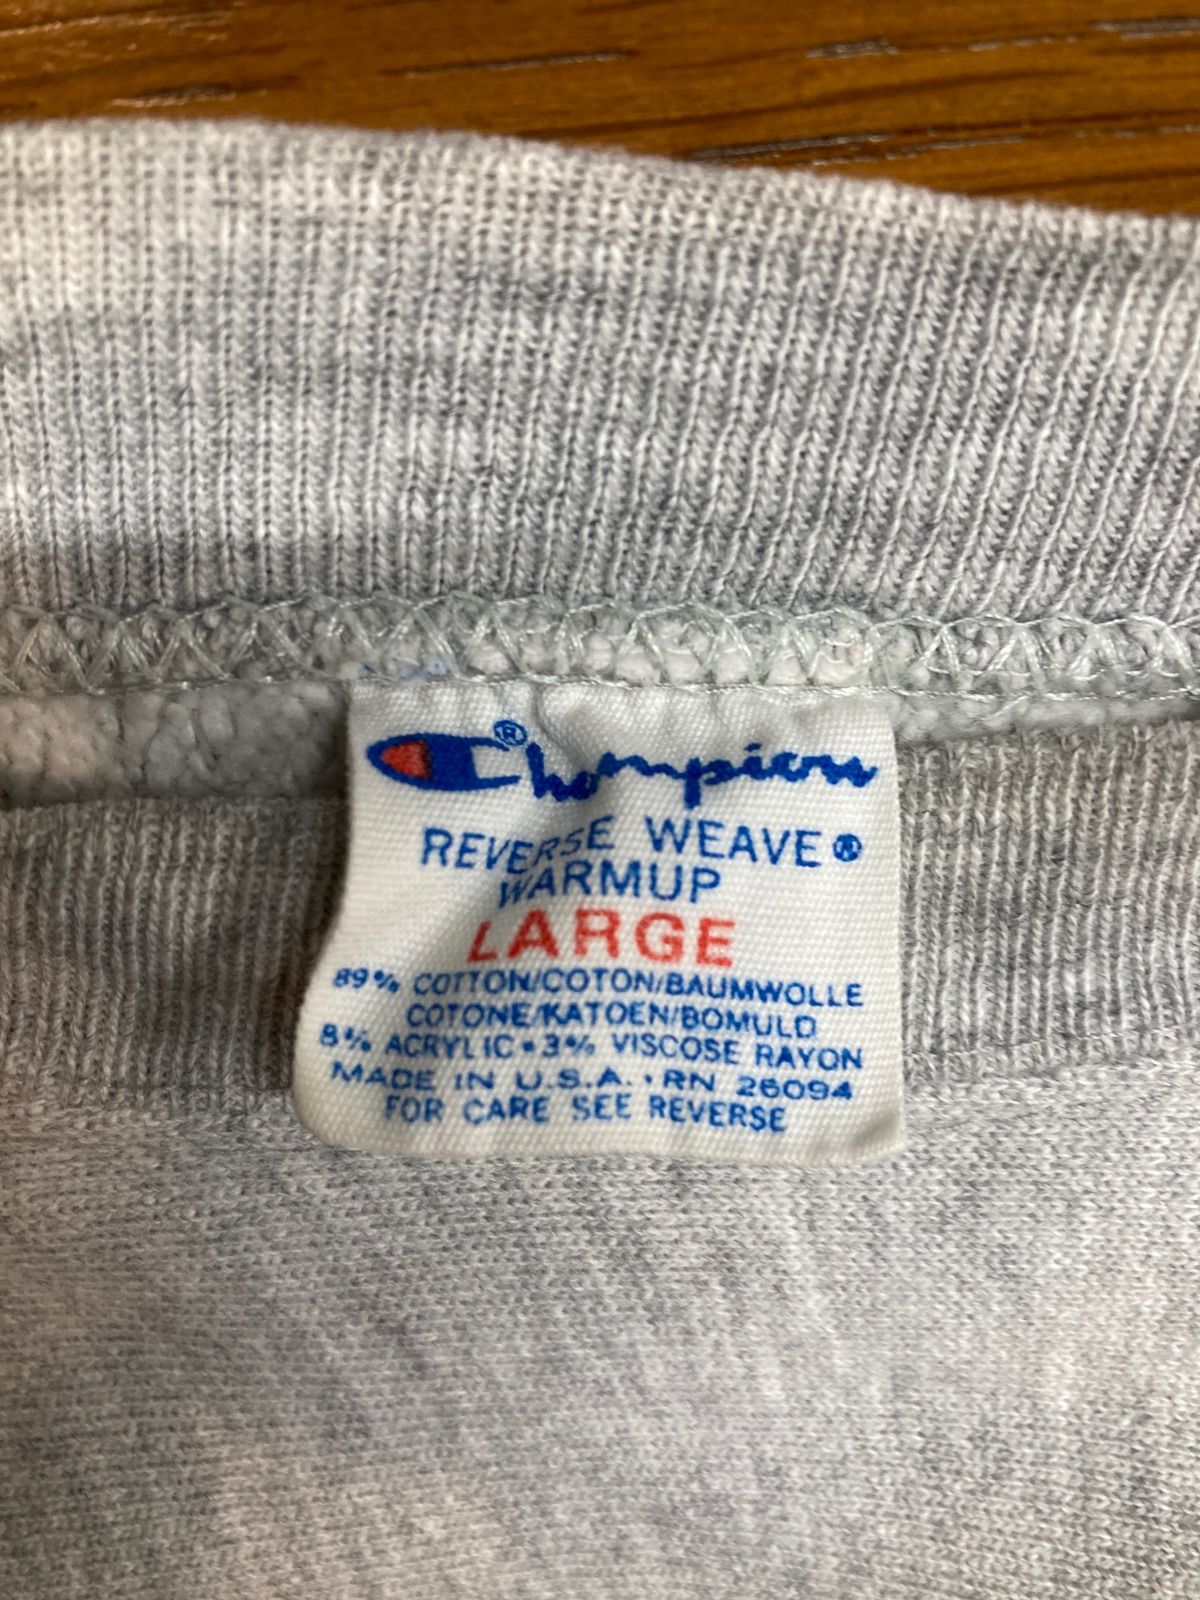 Champion®
REVERSE WEAVE®
WARMUP
LARGE
89% COTTON/COTON/BAUMWOLLE
COTONE/KATOEN/BOMULD
8% ACRYLIC • 3% VISCOSE RAYON
MADE IN U.S.A. • RN 26094
FOR CARE SEE REVERSE